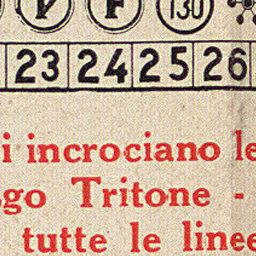 V F 130
23 24 25 26
i incrociano le
go Tritone -
tutte le linee